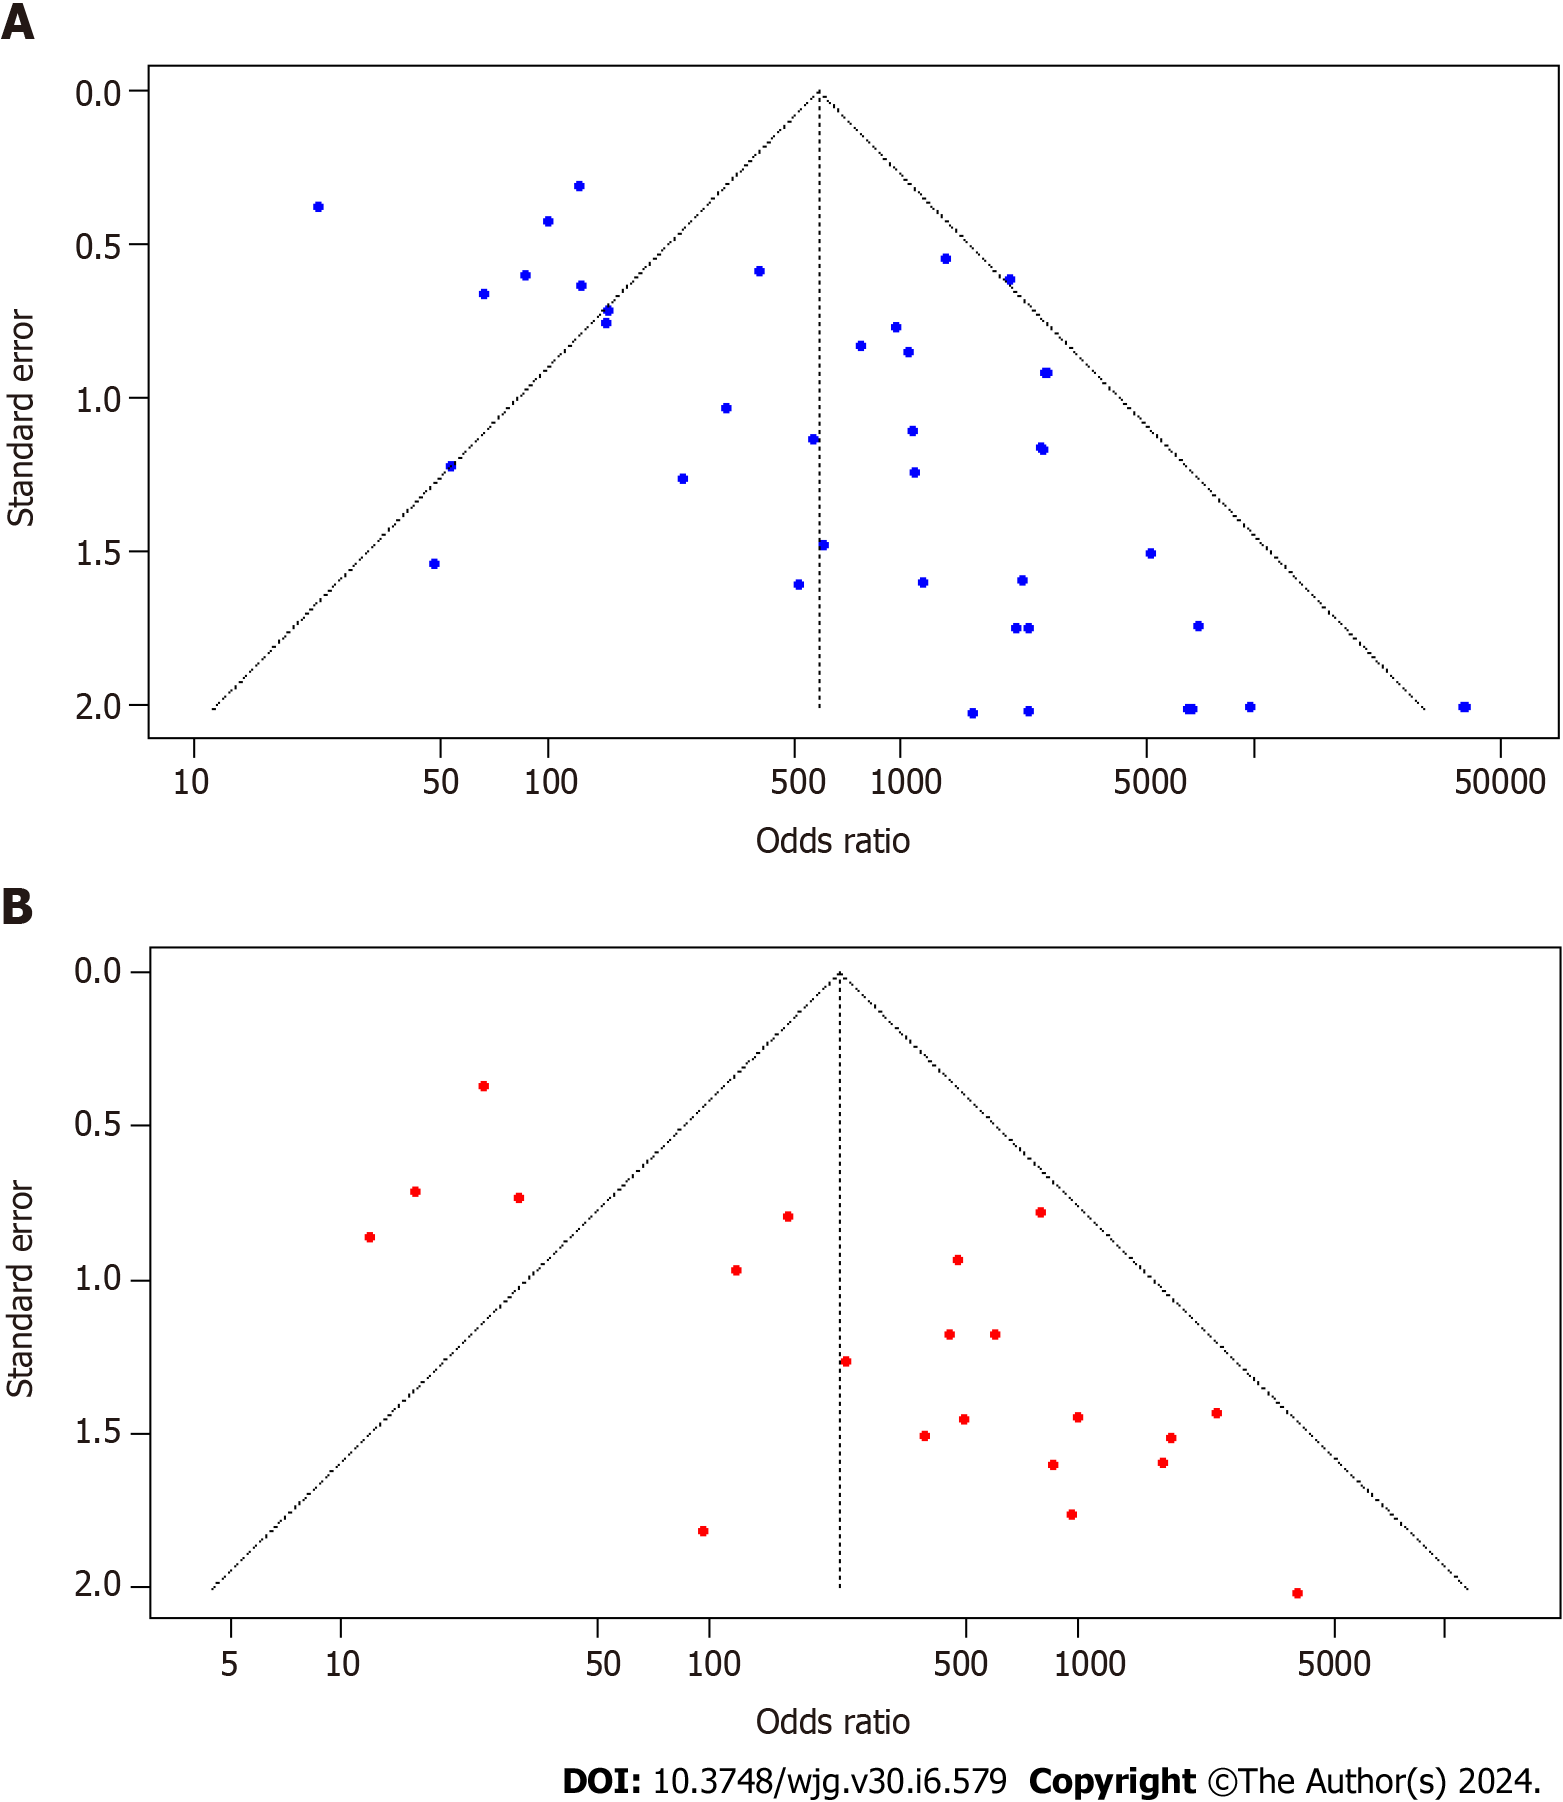 A
0.0
0.5
1.0
1.5
2.0
Standard error
10 50 100 500 1000 5000 50000
Odds ratio
B
0.0
0.5
1.0
1.5
2.0
Standard error
5 10 50 100 500 1000 5000
Odds ratio
DOI: 10.3748/wjg.v30.i6.579 Copyright ©The Author(s) 2024.